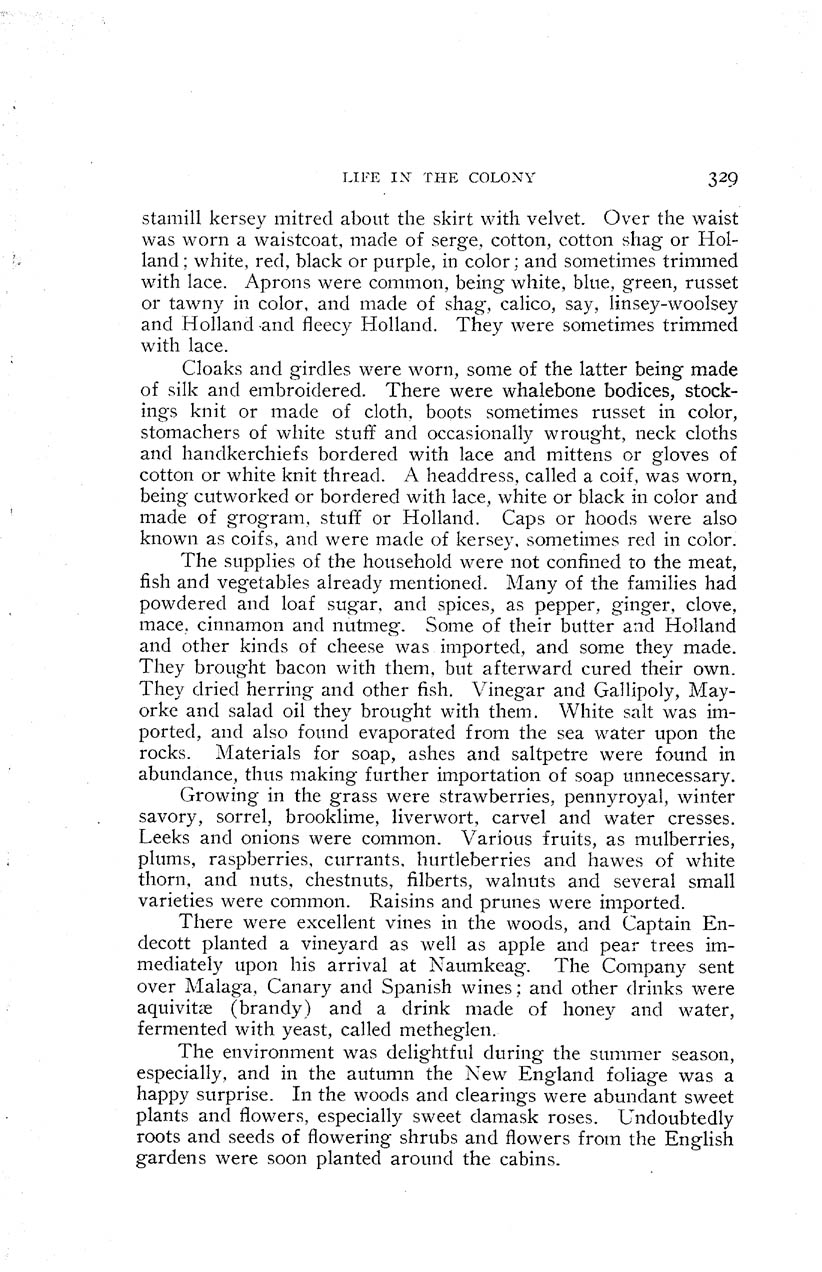 LIFE IN THE COLONY 329
stamill kersey mitred about the skirt with velvet. Over the waist
was worn a waistcoat, made of serge, cotton, cotton shag or Hol-
land; white, red, black or purple, in color; and sometimes trimmed
with lace. Aprons were common, being white, blue, green, russet
or tawny in color, and made of shag, calico, say, linsey-woolsey
and Holland and fleecy Holland. They were sometimes trimmed
with lace.
Cloaks and girdles were worn, some of the latter being made
of silk and embroidered. There were whalebone bodices, stock-
ings knit or made of cloth, boots sometimes russet in color,
stomachers of white stuff and occasionally wrought, neck cloths
and handkerchiefs bordered with lace and mittens or gloves of
cotton or white knit thread. A headdress, called a coif, was worn,
being cutworked or bordered with lace, white or black in color and
made of grogram, stuff or Holland. Caps or hoods were also
known as coifs, and were made of kersey, sometimes red in color.
The supplies of the household were not confined to the meat,
fish and vegetables already mentioned. Many of the families had
powdered and loaf sugar, and spices, as pepper, ginger, clove,
mace, cinnamon and nutmeg. Some of their butter and Holland
and other kinds of cheese was imported, and some they made.
They brought bacon with them, but afterward cured their own.
They dried herring and other fish. Vinegar and Gallipoly, May-
orke and salad oil they brought with them. White salt was im-
ported, and also found evaporated from the sea water upon the
rocks. Materials for soap, ashes and saltpetre were found in
abundance, thus making further importation of soap unnecessary.
Growing in the grass were strawberries, pennyroyal, winter
savory, sorrel, brooklime, liverwort, carvel and water cresses.
Leeks and onions were common. Various fruits, as mulberries,
plums, raspberries, currants, hurtleberries and hawes of white
thorn, and nuts, chestnuts, filberts, walnuts and several small
varieties were common. Raisins and prunes were imported.
There were excellent vines in the woods, and Captain En-
decott planted a vineyard as well as apple and pear trees im-
mediately upon his arrival at Naumkeag. The Company sent
over Malaga, Canary and Spanish wines; and other drinks were
aquivitæ (brandy) and a drink made of honey and water,
fermented with yeast, called metheglen.
The environment was delightful during the summer season,
especially, and in the autumn the New England foliage was a
happy surprise. In the woods and clearings were abundant sweet
plants and flowers, especially sweet damask roses. Undoubtedly
roots and seeds of flowering shrubs and flowers from the English
gardens were soon planted around the cabins.